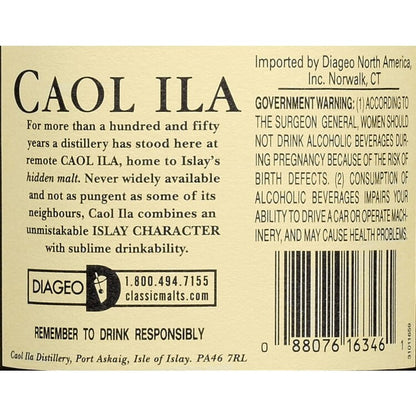 CAOL ILA
For more than a hundred and fifty
years a distillery has stood here at
remote CAOL ILA, home to Islay's
hidden malt. Never widely available
and not as pungent as some of its
neighbours, Caol Ila combines an
unmistakable ISLAY CHARACTER
with sublime drinkability.
DIAGEO D
1.800.494.7155
classicmalts.com
REMEMBER TO DRINK RESPONSIBLY
Caol Ila Distillery, Port Askaig, Isle of Islay. PA46 7RL
Imported by Diageo North America,
Inc. Norwalk, CT
GOVERNMENT WARNING: (1) ACCORDING TO
THE SURGEON GENERAL, WOMEN SHOULD
NOT DRINK ALCOHOLIC BEVERAGES DUR-
ING PREGNANCY BECAUSE OF THE RISK OF
BIRTH DEFECTS. (2) CONSUMPTION OF
ALCOHOLIC BEVERAGES IMPAIRS YOUR
ABILITY TO DRIVE A CAR OR OPERATE MACH-
INERY, AND MAY CAUSE HEALTH PROBLEMS.
0 88076 16346 1
31011659